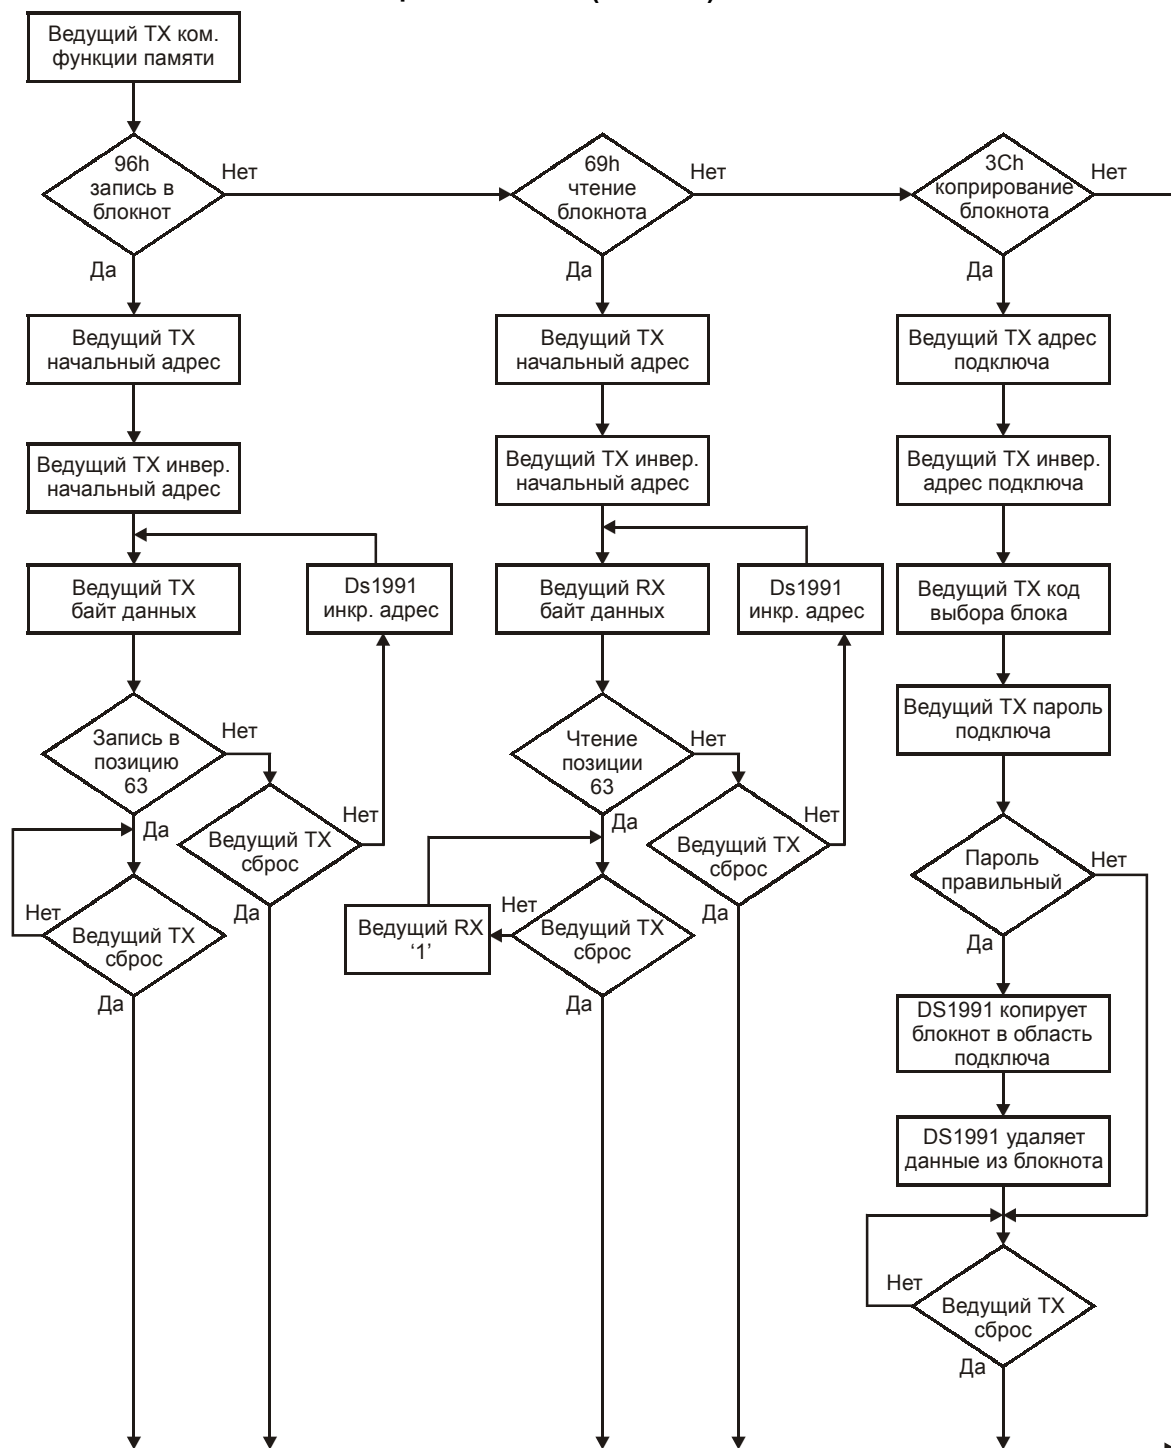 Ведущий TX ком.
функции памяти
96h
запись в
блокнот
Нет
Да
69h
чтение
блокнота
Нет
Да
3Ch
коприрование
блокнота
Нет
Да
Ведущий TX
начальный адрес
Ведущий TX
начальный адрес
Ведущий TX адрес
подключа
Ведущий TX инвер.
начальный адрес
Ведущий TX инвер.
начальный адрес
Ведущий TX инвер.
адрес подключа
Ведущий TX
байт данных
Ds1991
инкр. адрес
Ведущий RX
байт данных
Ds1991
инкр. адрес
Ведущий TX код
выбора блока
Ведущий TX пароль
подключа
Запись в
позицию
63
Нет
Да
Ведущий TX
сброс
Нет
Да
Чтение
позиции
63
Нет
Да
Ведущий TX
сброс
Нет
Да
Пароль
правильный
Нет
Да
Нет
Ведущий TX
сброс
Да
Ведущий RX
‘1’
Нет
Ведущий TX
сброс
Да
DS1991 копирует
блокнот в область
подключа
DS1991 удаляет
данные из блокнота
Нет
Ведущий TX
сброс
Да